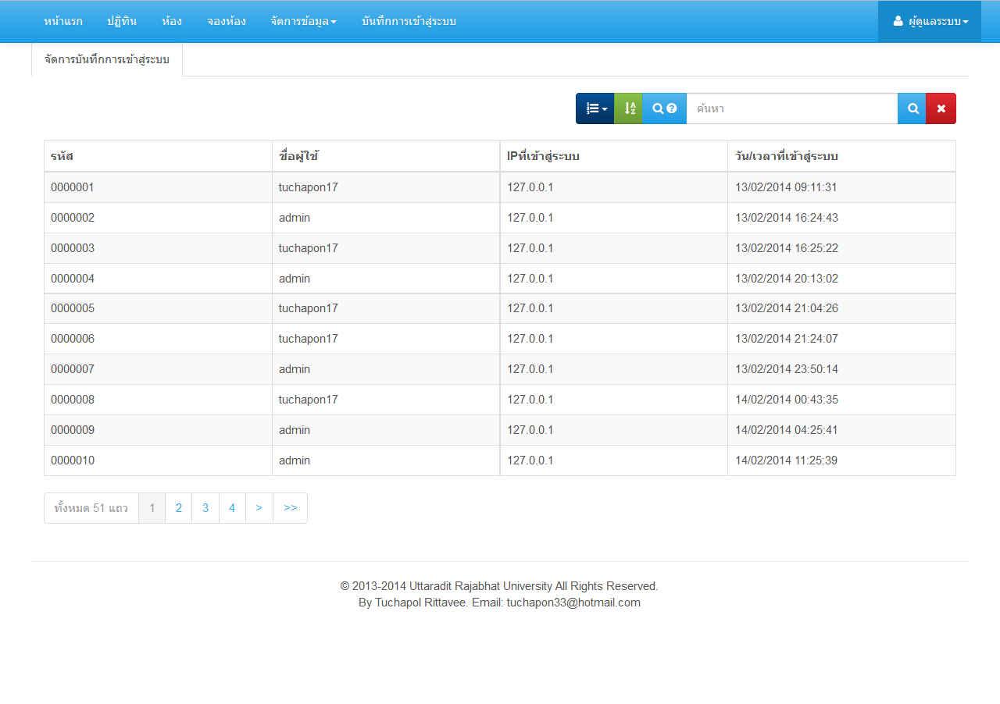 หน้าแรก ปฏิทิน ห้อง จองห้อง จัดการข้อมูล บันทึกการเข้าสู่ระบบ ผู้ดูแลระบบ
จัดการบันทึกการเข้าสู่ระบบ
ค้นหา
รหัส ชื่อผู้ใช้ IPที่เข้าสู่ระบบ วัน/เวลาที่เข้าสู่ระบบ
0000001 tuchapon17 127.0.0.1 13/02/2014 09:11:31
0000002 admin 127.0.0.1 13/02/2014 16:24:43
0000003 tuchapon17 127.0.0.1 13/02/2014 16:25:22
0000004 admin 127.0.0.1 13/02/2014 20:13:02
0000005 tuchapon17 127.0.0.1 13/02/2014 21:04:26
0000006 tuchapon17 127.0.0.1 13/02/2014 21:24:07
0000007 admin 127.0.0.1 13/02/2014 23:50:14
0000008 tuchapon17 127.0.0.1 14/02/2014 00:43:35
0000009 admin 127.0.0.1 14/02/2014 04:25:41
0000010 admin 127.0.0.1 14/02/2014 11:25:39
ทั้งหมด 51 แถว 1 2 3 4 > >>
© 2013-2014 Uttaradit Rajabhat University All Rights Reserved.
By Tuchapol Rittavee. Email: tuchapon33@hotmail.com